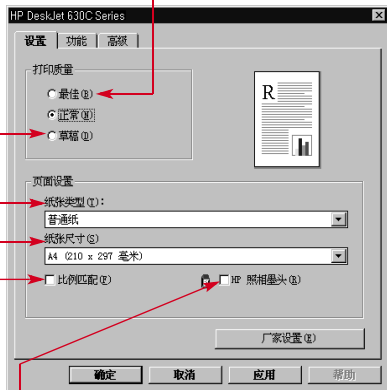 HP DeskJet 630C Series
设置 功能 高级
打印质量
最佳(B)
正常(N)
草稿(D)
R
页面设置
纸张类型(T):
普通纸
纸张尺寸(S)
A4 (210 x 297 毫米)
比例匹配(F) HP 照相墨头(R)
厂家设置(E)
确定 取消 应用 帮助